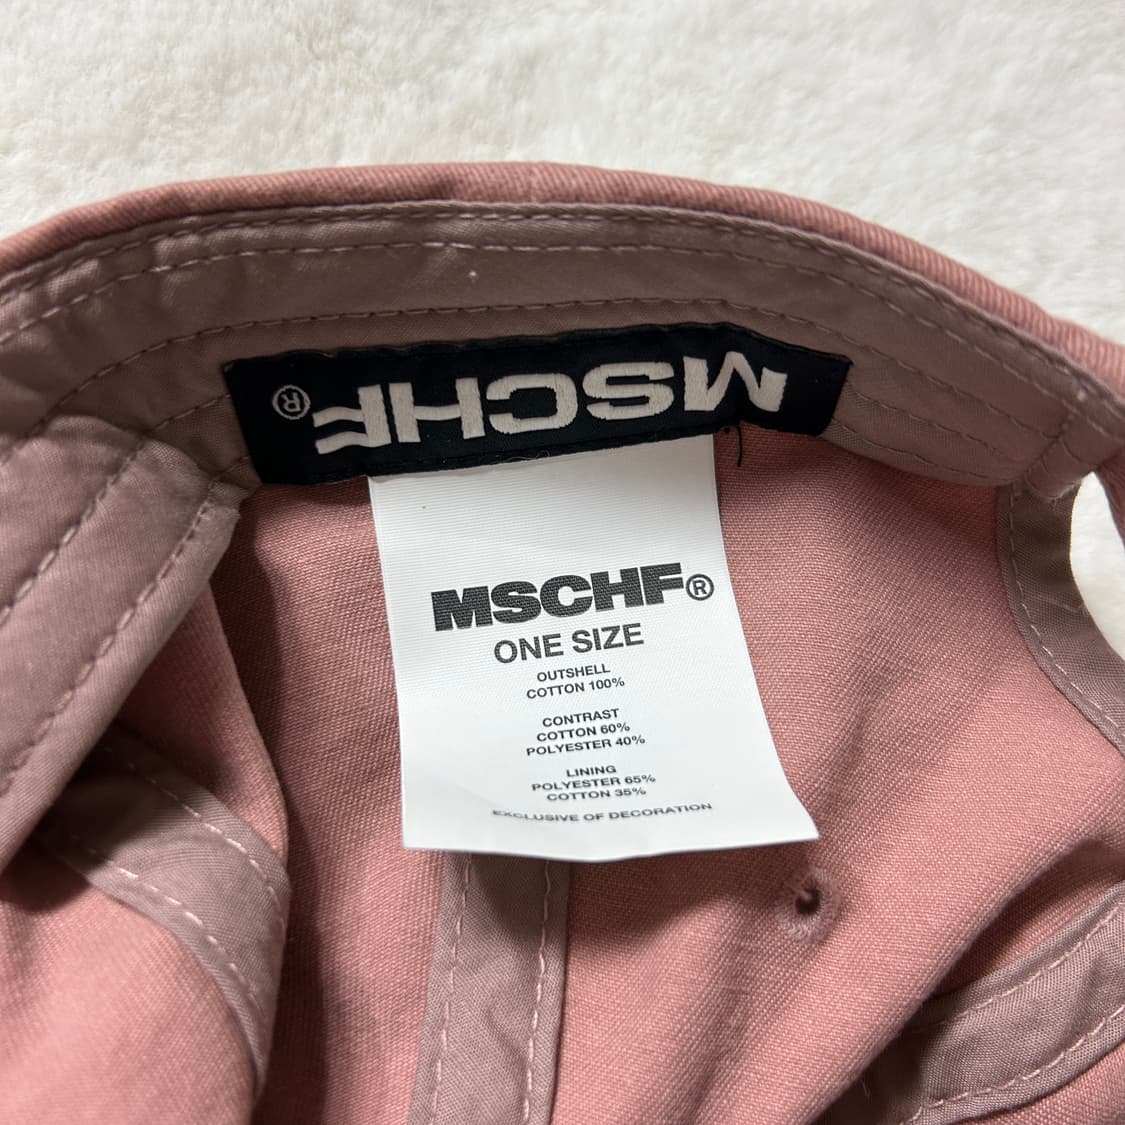 MSCHF®
MSCHF®
ONE SIZE
OUTSHELL
COTTON 100%
CONTRAST
COTTON 60%
POLYESTER 40%
LINING
POLYESTER 65%
COTTON 35%
EXCLUSIVE OF DECORATION